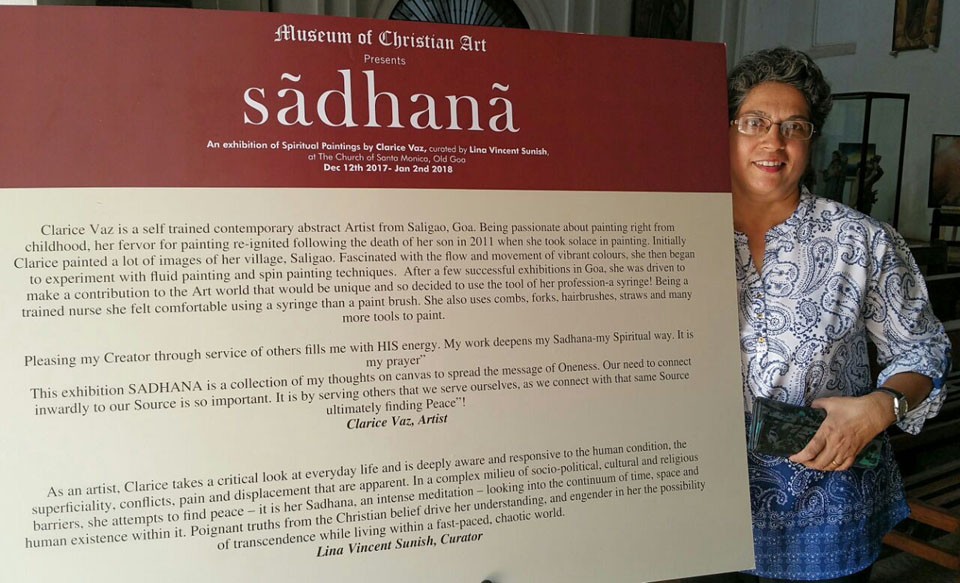 Museum of Christian Art
Presents
sãdhanã
An exhibition of Spiritual Paintings by Clarice Vaz, curated by Lina Vincent Sunish,
at The Church of Santa Monica, Old Goa
Dec 12th 2017- Jan 2nd 2018
Clarice Vaz is a self trained contemporary abstract Artist from Saligao, Goa. Being passionate about painting right from
childhood, her fervor for painting re-ignited following the death of her son in 2011 when she took solace in painting. Initially
Clarice painted a lot of images of her village, Saligao. Fascinated with the flow and movement of vibrant colours, she then began
to experiment with fluid painting and spin painting techniques. After a few successful exhibitions in Goa, she was driven to
make a contribution to the Art world that would be unique and so decided to use the tool of her profession-a syringe! Being a
trained nurse she felt comfortable using a syringe than a paint brush. She also uses combs, forks, hairbrushes, straws and many
more tools to paint.
Pleasing my Creator through service of others fills me with HIS energy. My work deepens my Sadhana-my Spiritual way. It is
my prayer”
This exhibition SADHANA is a collection of my thoughts on canvas to spread the message of Oneness. Our need to connect
inwardly to our Source is so important. It is by serving others that we serve ourselves, as we connect with that same Source
ultimately finding Peace”!
Clarice Vaz, Artist
As an artist, Clarice takes a critical look at everyday life and is deeply aware and responsive to the human condition, the
superficiality, conflicts, pain and displacement that are apparent. In a complex milieu of socio-political, cultural and religious
barriers, she attempts to find peace – it is her Sadhana, an intense meditation – looking into the continuum of time, space and
human existence within it. Poignant truths from the Christian belief drive her understanding, and engender in her the possibility
of transcendence while living within a fast-paced, chaotic world.
Lina Vincent Sunish, Curator